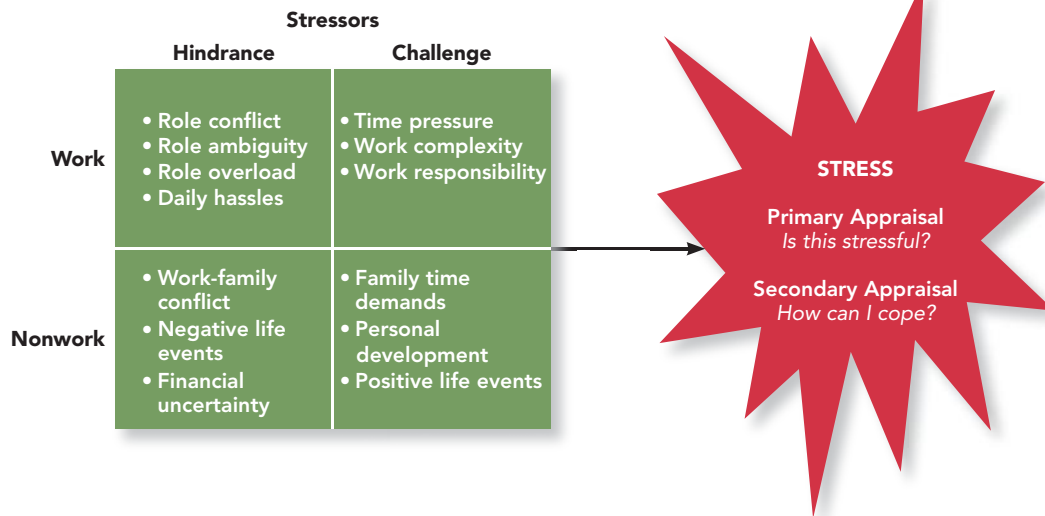 Stressors
Hindrance
Challenge
Work
• Role conflict
• Role ambiguity
• Role overload
• Daily hassles
• Time pressure
• Work complexity
• Work responsibility
Nonwork
• Work-family
conflict
• Negative life
events
• Financial
uncertainty
• Family time
demands
• Personal
development
• Positive life events
STRESS
Primary Appraisal
Is this stressful?
Secondary Appraisal
How can I cope?